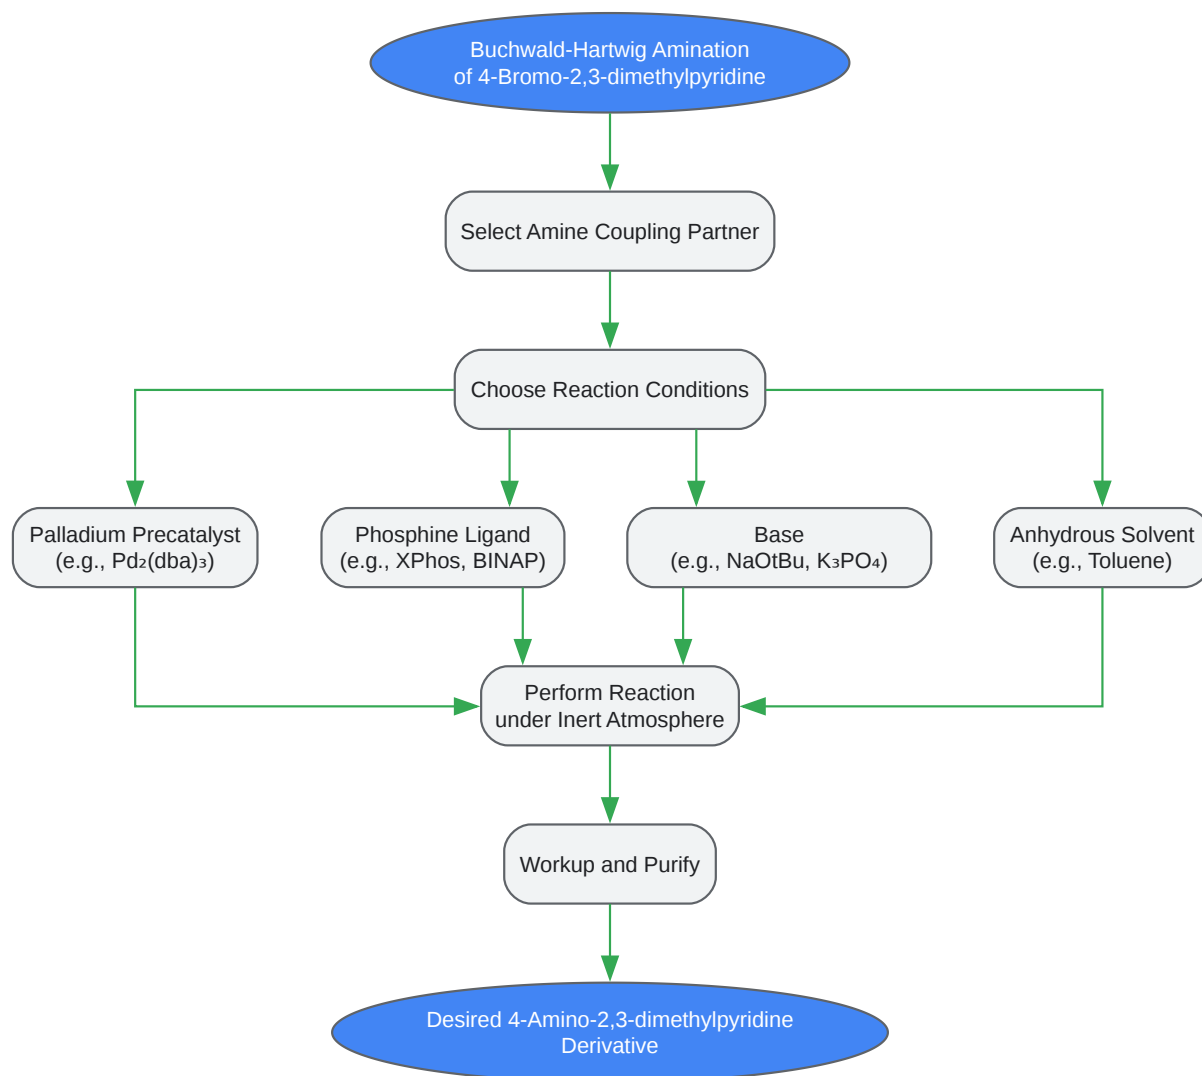 Buchwald-Hartwig Amination
of 4-Bromo-2,3-dimethylpyridine
Select Amine Coupling Partner
Choose Reaction Conditions
Palladium Precatalyst
(e.g., Pd₂(dba)₃)
Phosphine Ligand
(e.g., XPhos, BINAP)
Base
(e.g., NaOtBu, K₃PO₄)
Anhydrous Solvent
(e.g., Toluene)
Perform Reaction
under Inert Atmosphere
Workup and Purify
Desired 4-Amino-2,3-dimethylpyridine
Derivative